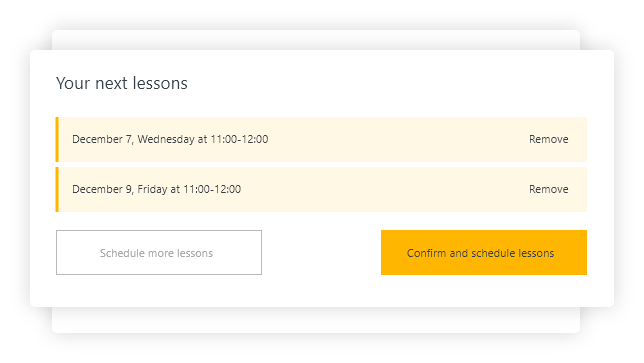 Your next lessons
December 7, Wednesday at 11:00-12:00 Remove
December 9, Friday at 11:00-12:00 Remove
Schedule more lessons Confirm and schedule lessons